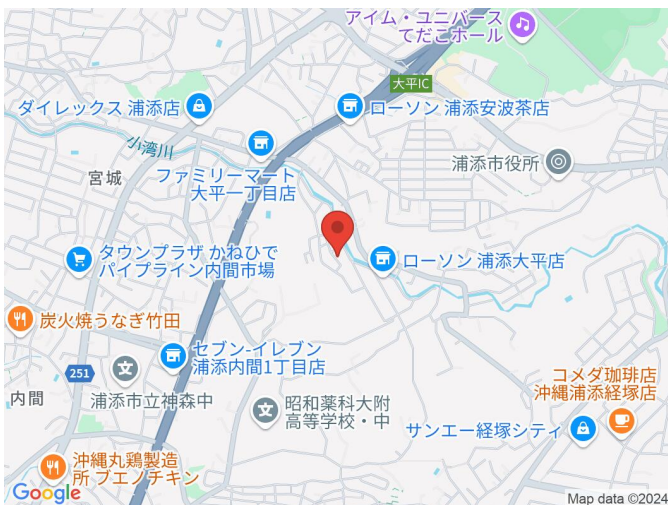 アイム・ユニバース
てだこホール
大平IC
ダイレックス 浦添店
ローソン 浦添安波茶店
小湾川
宮城
ファミリーマート
大平一丁目店
浦添市役所
タウンプラザ かねひで
パイプライン内間市場
ローソン 浦添大平店
炭火焼うなぎ竹田
セブン-イレブン
浦添内間1丁目店
251
内間
浦添市立神森中
昭和薬科大附
高等学校・中
コメダ珈琲店
沖縄浦添経塚店
サンエー経塚シティ
沖縄丸鶏製造
所 ブエノチキン
Google
Map data ©2024